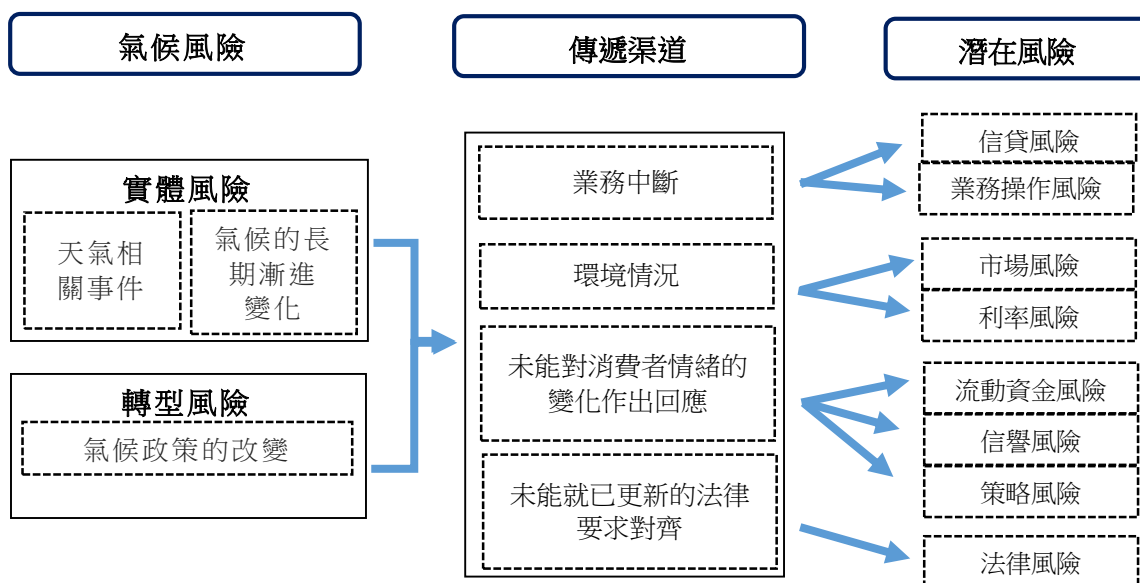 氣候風險
傳遞渠道
潛在風險
實體風險
天氣相
關事件
氣候的長
期漸進
變化
轉型風險
氣候政策的改變
業務中斷
環境情況
未能對消費者情緒的
變化作出回應
未能就已更新的法律
要求對齊
信貸風險
業務操作風險
市場風險
利率風險
流動資金風險
信譽風險
策略風險
法律風險